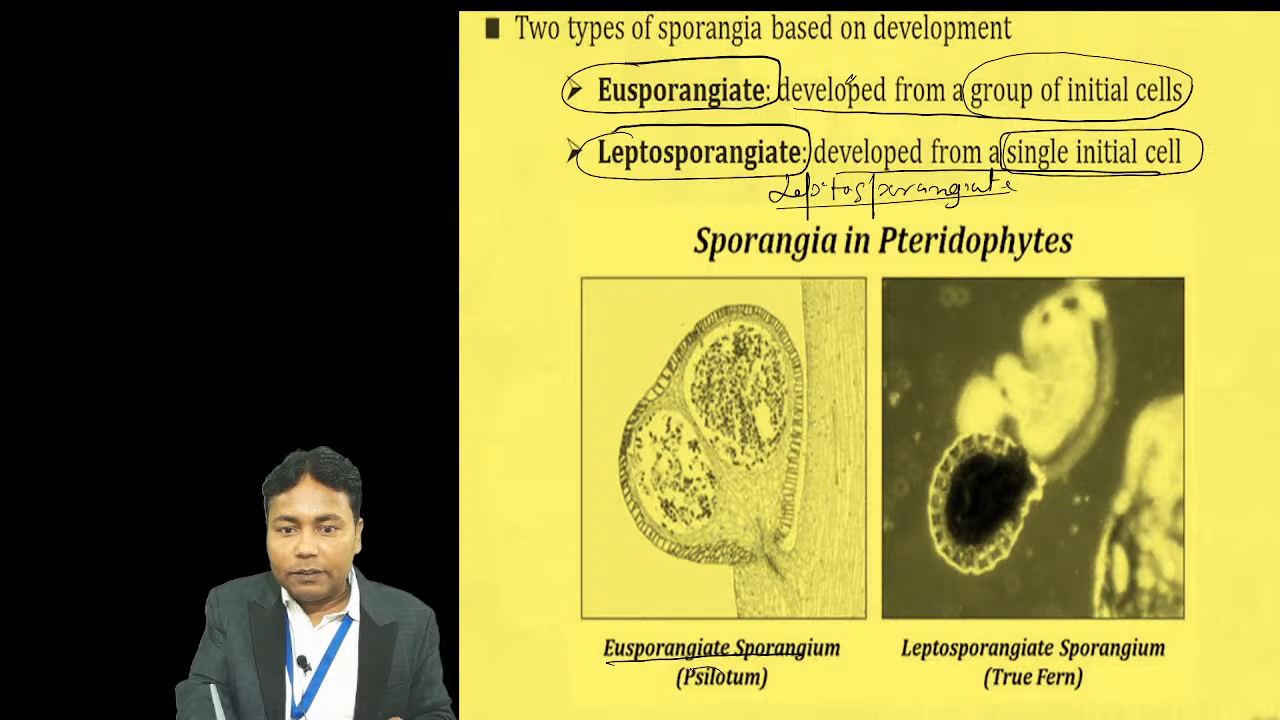 ■ Two types of sporangia based on development
➤ Eusporangiate: developed from a group of initial cells
➤ Leptosporangiate: developed from a single initial cell
Leptosporangiate
Sporangia in Pteridophytes
Eusporangiate Sporangium
(Psilotum)
Leptosporangiate Sporangium
(True Fern)